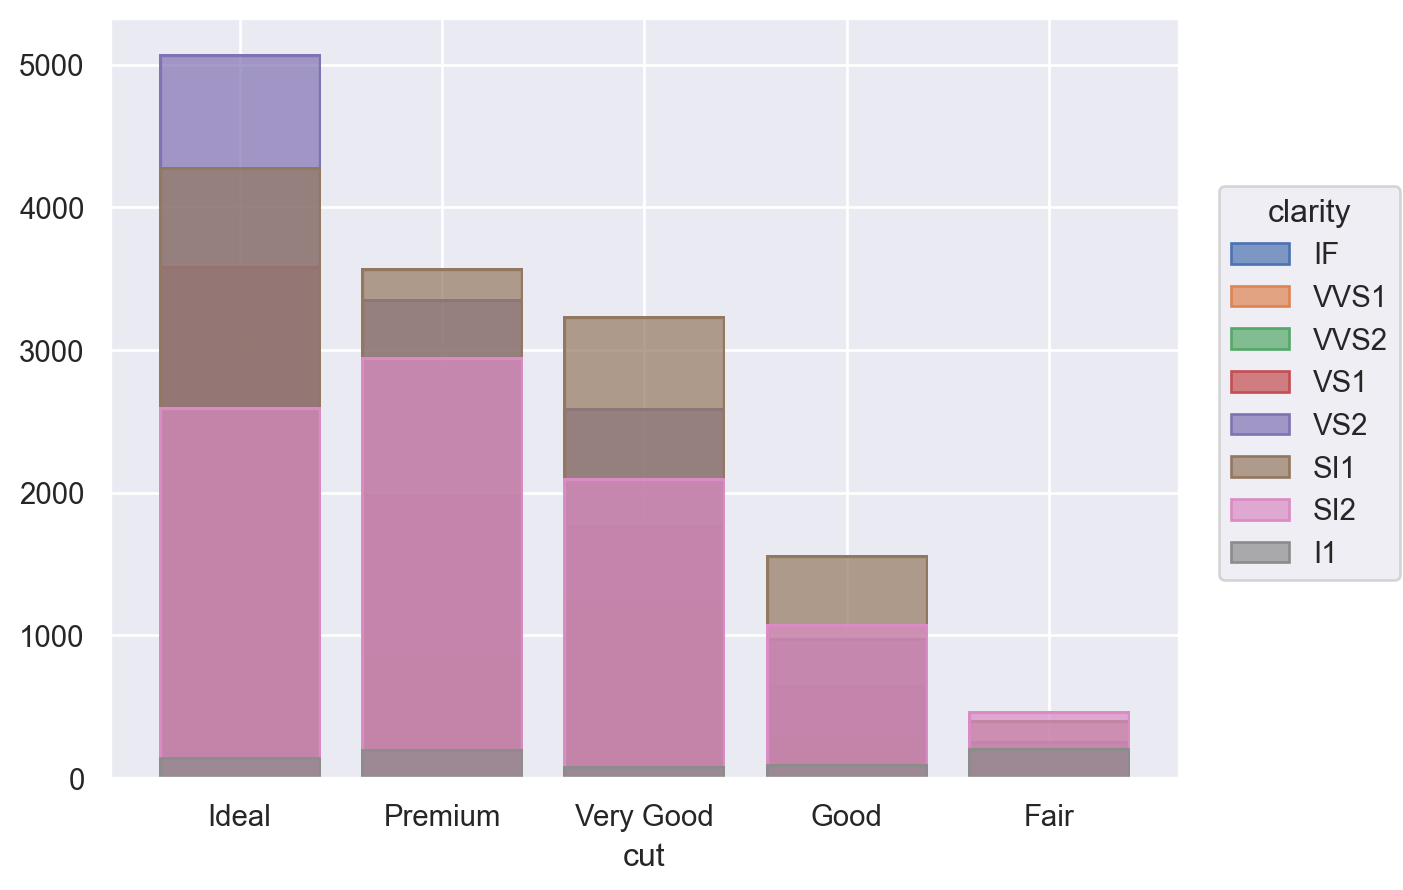 5000
4000
3000
2000
1000
0
Ideal
Premium
Very Good
Good
Fair
cut
clarity
IF
VVS1
VVS2
VS1
VS2
SI1
SI2
I1